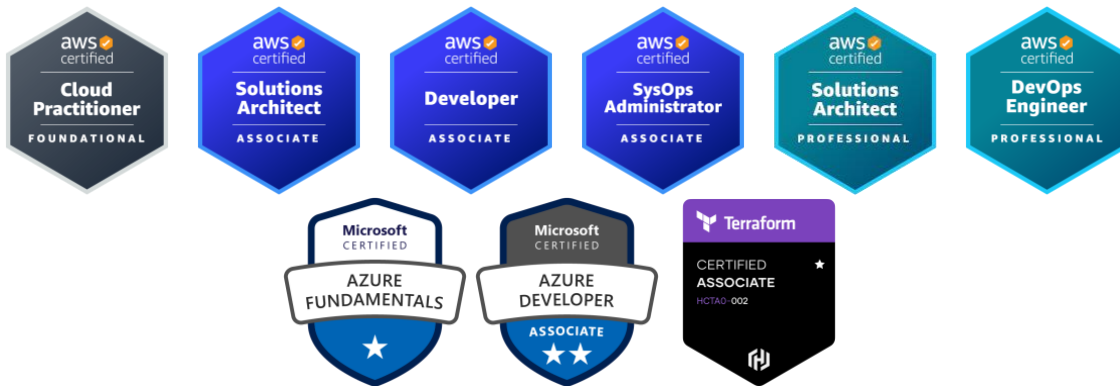 aws
certified
Cloud
Practitioner
FOUNDATIONAL
aws
certified
Solutions
Architect
ASSOCIATE
aws
certified
Developer
ASSOCIATE
aws
certified
SysOps
Administrator
ASSOCIATE
aws
certified
Solutions
Architect
PROFESSIONAL
aws
certified
DevOps
Engineer
PROFESSIONAL
Microsoft
CERTIFIED
AZURE
FUNDAMENTALS
Microsoft
CERTIFIED
AZURE
DEVELOPER
ASSOCIATE
Terraform
CERTIFIED
ASSOCIATE
HCTA0-002